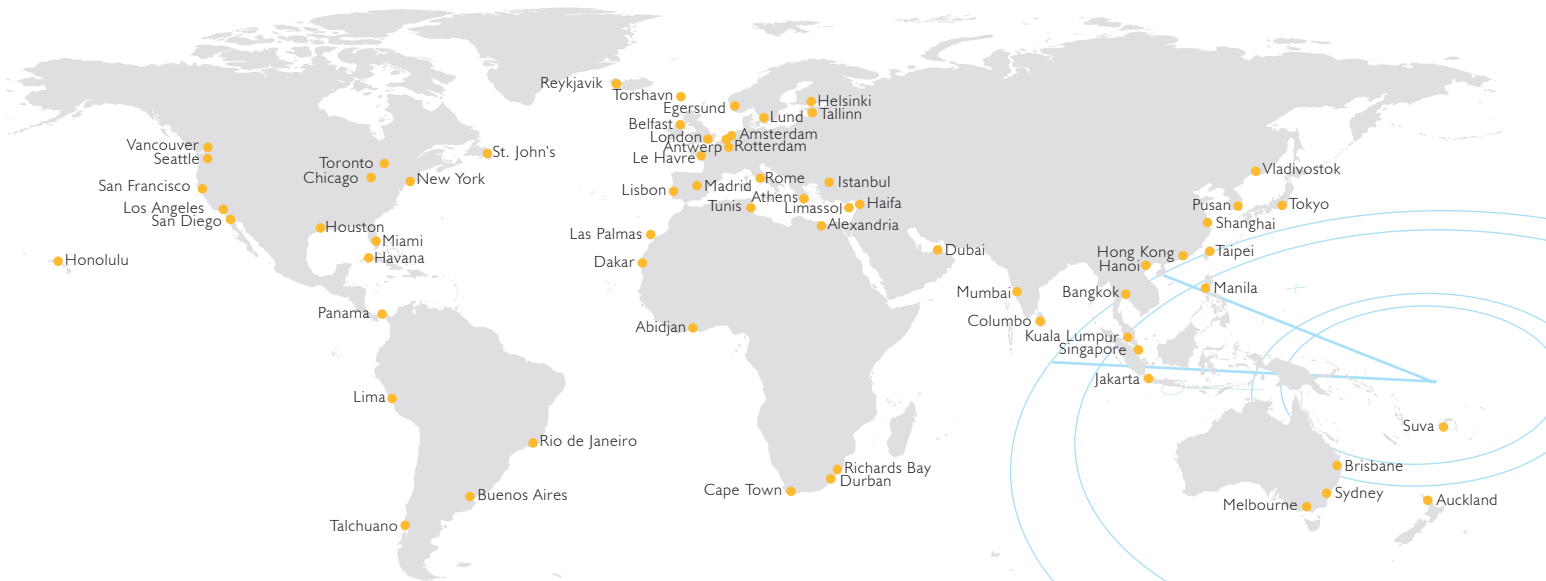 Reykjavik
Torshavn
Egersund
Helsinki
Tallinn
Lund
Belfast
London
Amsterdam
Antwerp
Rotterdam
Le Havre
Vancouver
Seattle
Toronto
Chicago
St. John's
New York
San Francisco
Los Angeles
San Diego
Houston
Miami
Havana
Honolulu
Panama
Lisbon
Madrid
Rome
Istanbul
Athens
Tunis
Limassol
Haifa
Alexandria
Las Palmas
Dakar
Dubai
Abidjan
Vladivostok
Pusan
Tokyo
Shanghai
Hong Kong
Taipei
Hanoi
Mumbai
Bangkok
Manila
Columbo
Kuala Lumpur
Singapore
Jakarta
Lima
Rio de Janeiro
Buenos Aires
Talchuano
Richards Bay
Durban
Cape Town
Suva
Brisbane
Sydney
Melbourne
Auckland